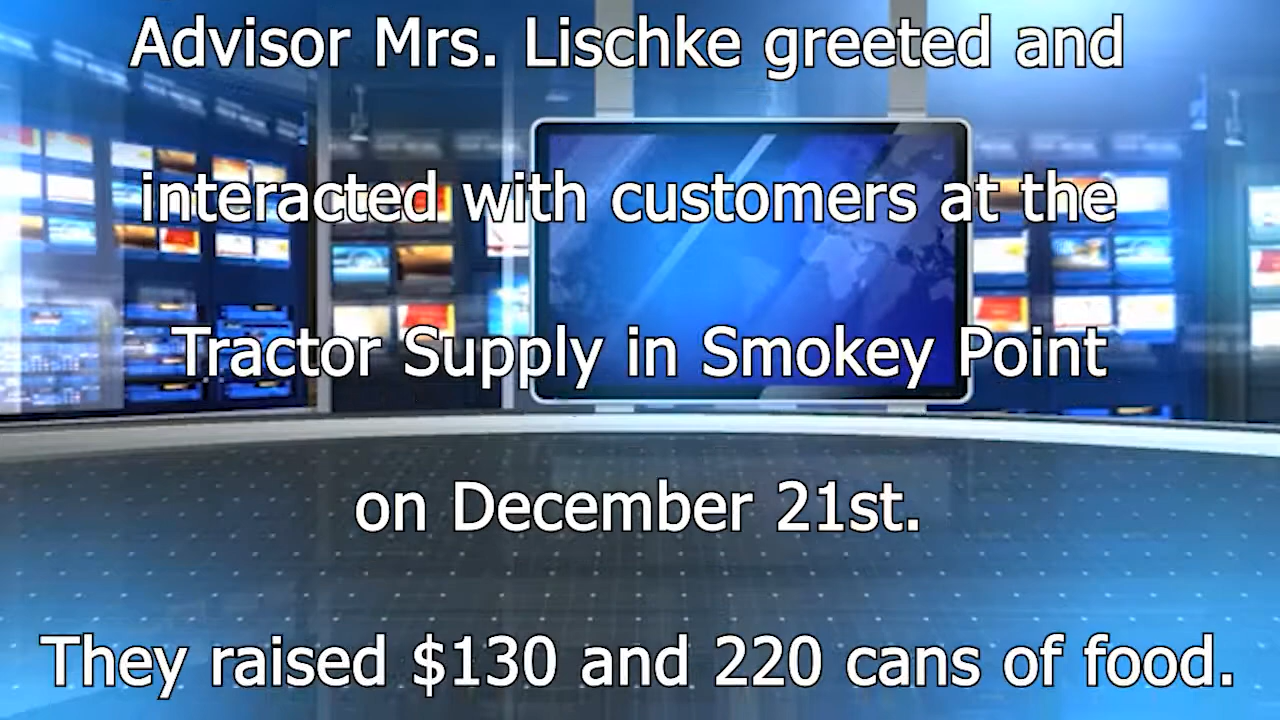 Advisor Mrs. Lischke greeted and
interacted with customers at the
Tractor Supply in Smokey Point
on December 21st.
They raised $130 and 220 cans of food.